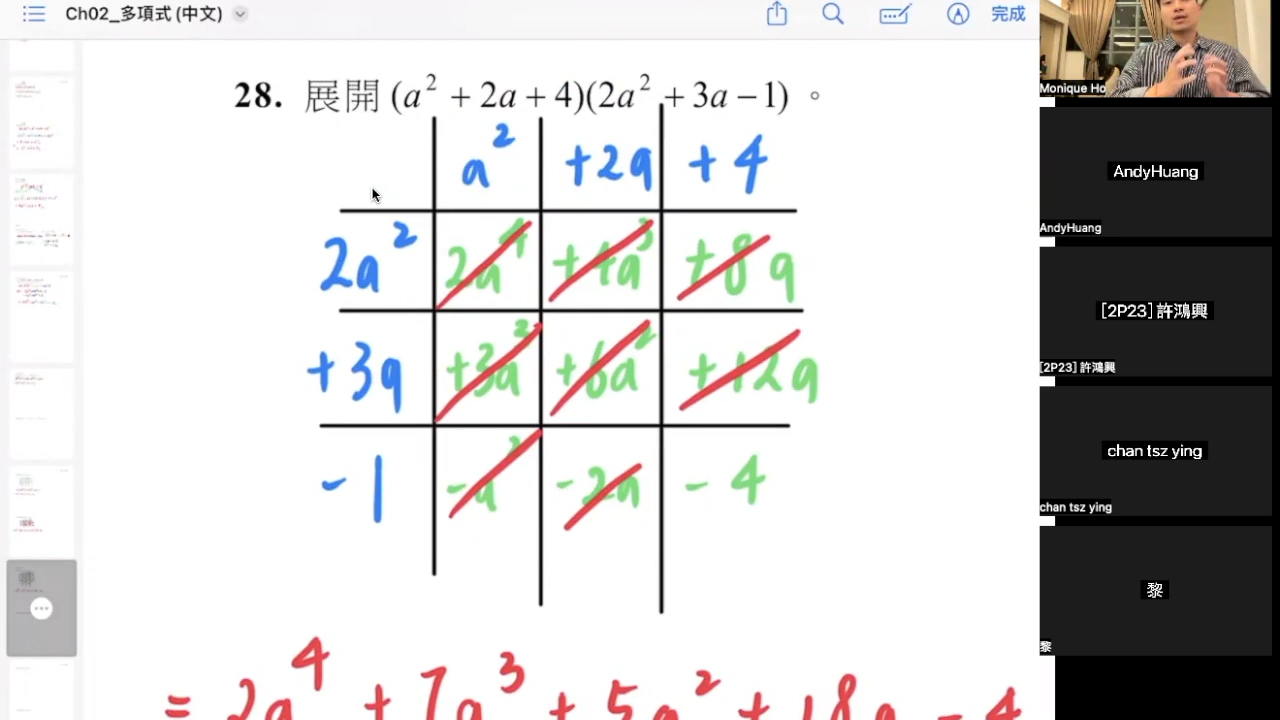 Ch02_多項式 (中文)
完成
28. 展開 (a² + 2a + 4)(2a² + 3a − 1) 。
a² +2a +4
2a² 2a⁴ +4a³ +8a
+3a +3a² +6a² +12a
-1 -a² -2a -4
= 2a⁴ + 7a³ + 5a² + 18a - 4
Monique Ho
AndyHuang
AndyHuang
[2P23] 許鴻興
[2P23] 許鴻興
chan tsz ying
chan tsz ying
黎
黎